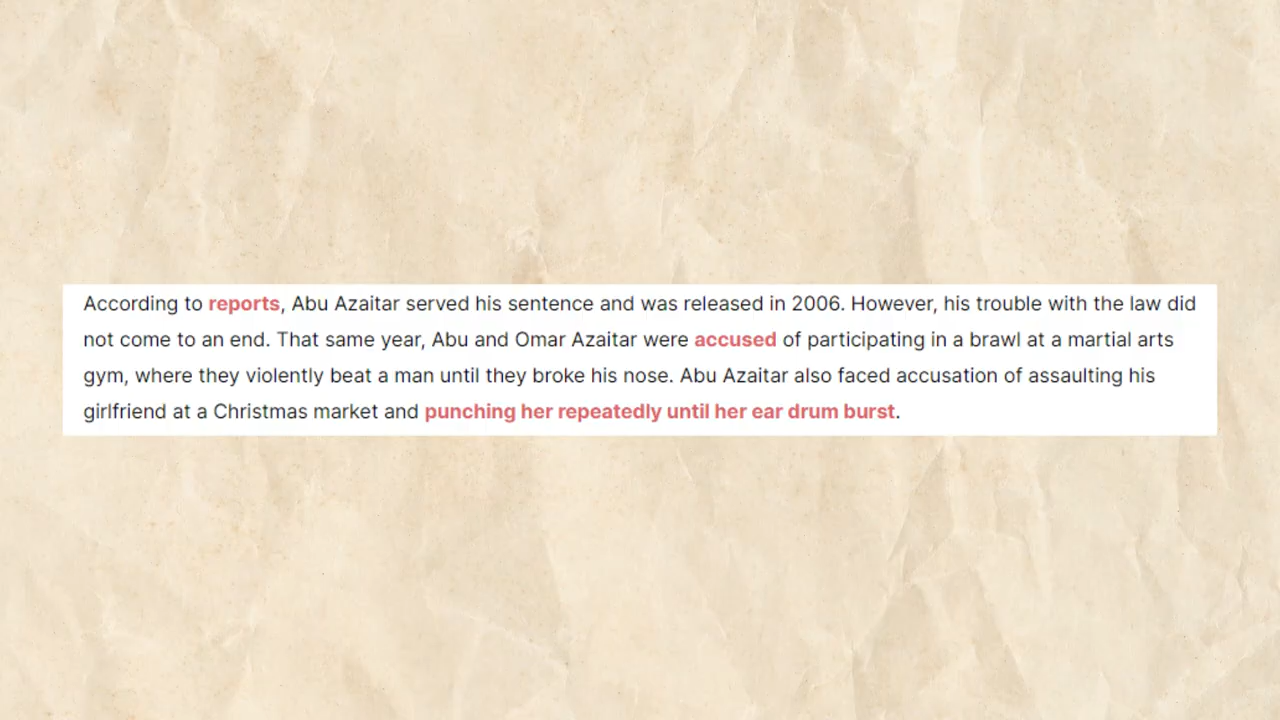 According to reports, Abu Azaitar served his sentence and was released in 2006. However, his trouble with the law did
not come to an end. That same year, Abu and Omar Azaitar were accused of participating in a brawl at a martial arts
gym, where they violently beat a man until they broke his nose. Abu Azaitar also faced accusation of assaulting his
girlfriend at a Christmas market and punching her repeatedly until her ear drum burst.